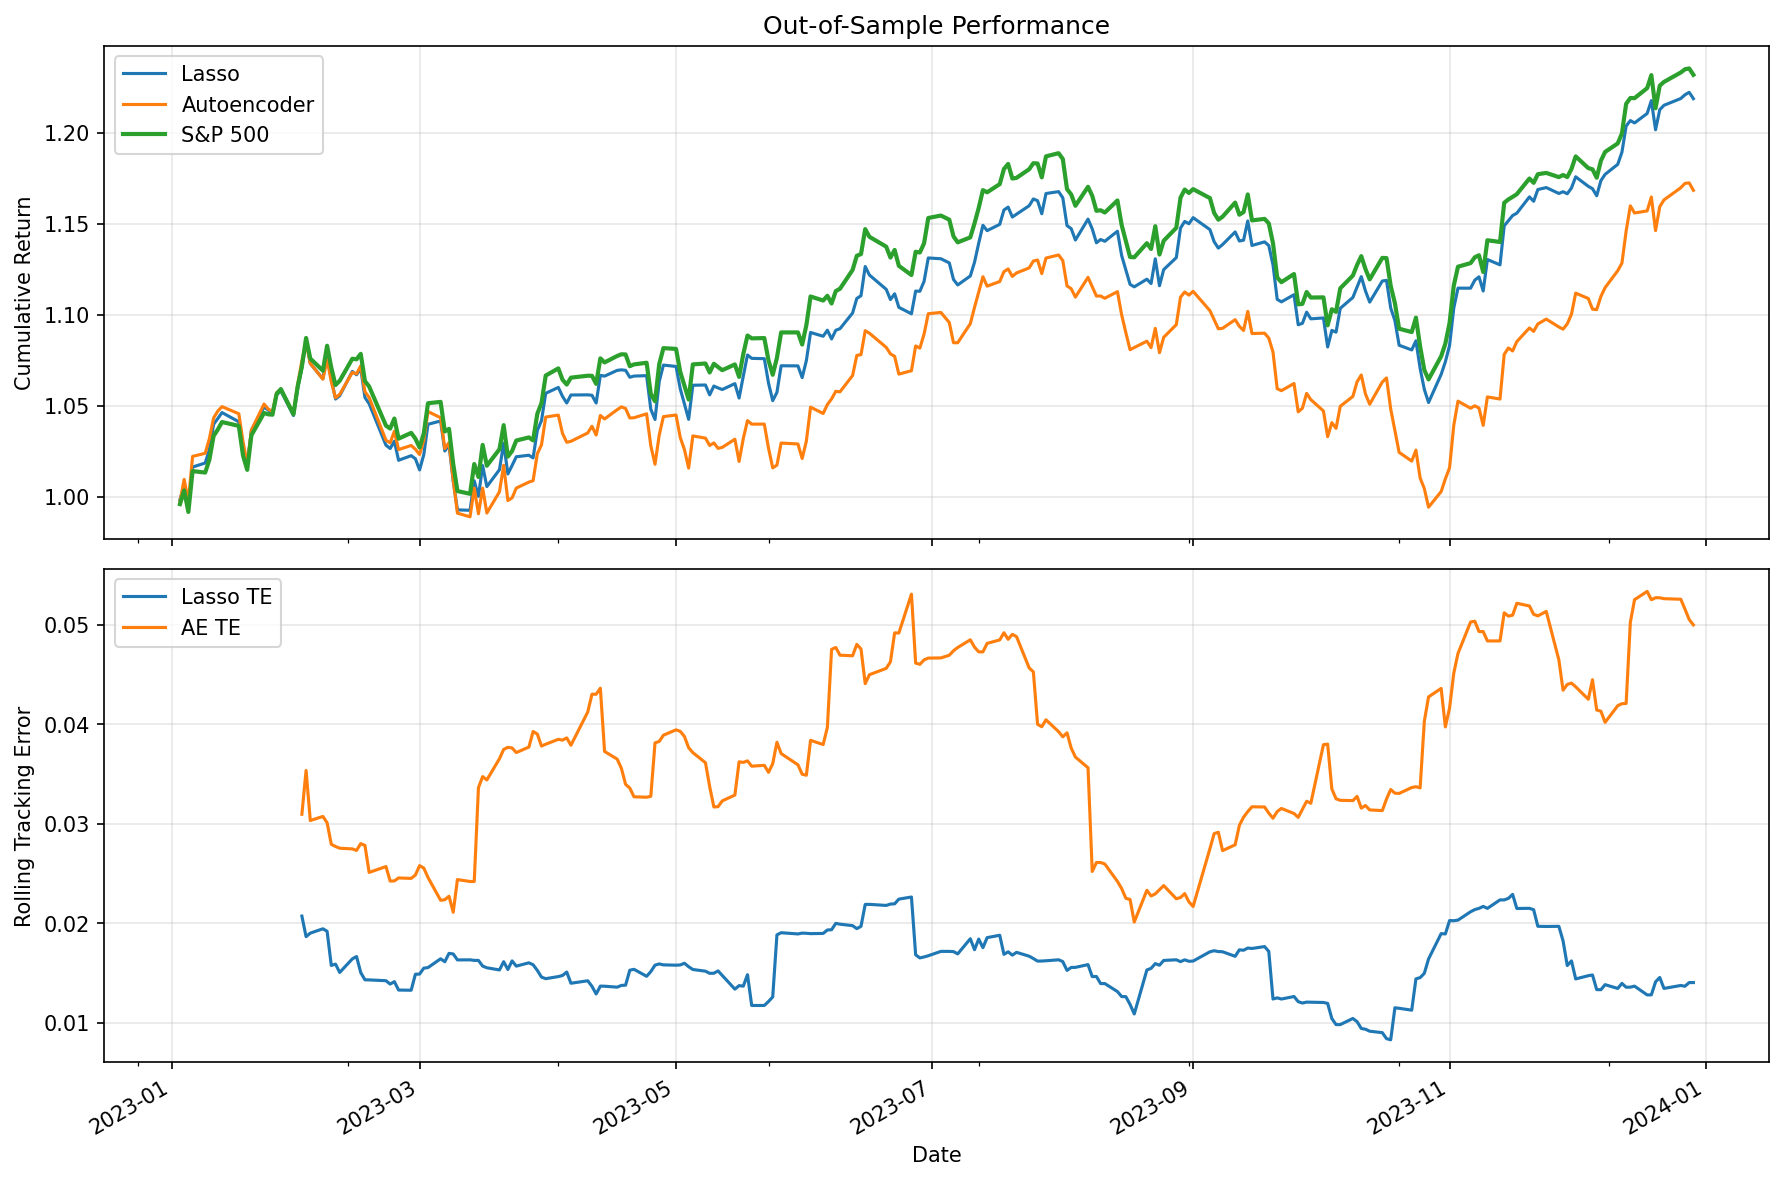 Out-of-Sample Performance
Lasso
Autoencoder
S&P 500
1.20
1.15
1.10
1.05
1.00
Cumulative Return
Lasso TE
AE TE
0.05
0.04
0.03
0.02
0.01
Rolling Tracking Error
2023-01
2023-03
2023-05
2023-07
2023-09
2023-11
2024-01
Date